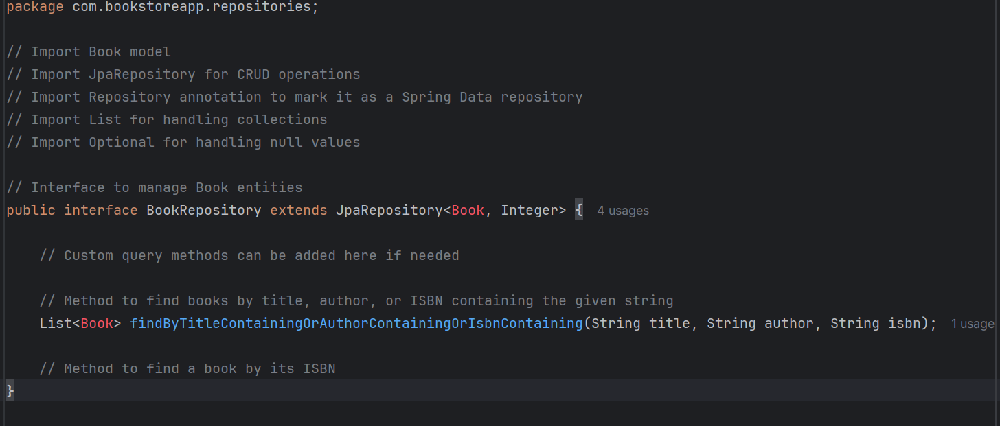 package com.bookstoreapp.repositories;
// Import Book model
// Import JpaRepository for CRUD operations
// Import Repository annotation to mark it as a Spring Data repository
// Import List for handling collections
// Import Optional for handling null values
// Interface to manage Book entities
public interface BookRepository extends JpaRepository<Book, Integer> { 4 usages
// Custom query methods can be added here if needed
// Method to find books by title, author, or ISBN containing the given string
List<Book> findByTitleContainingOrAuthorContainingOrIsbnContaining(String title, String author, String isbn); 1 usage
// Method to find a book by its ISBN
}